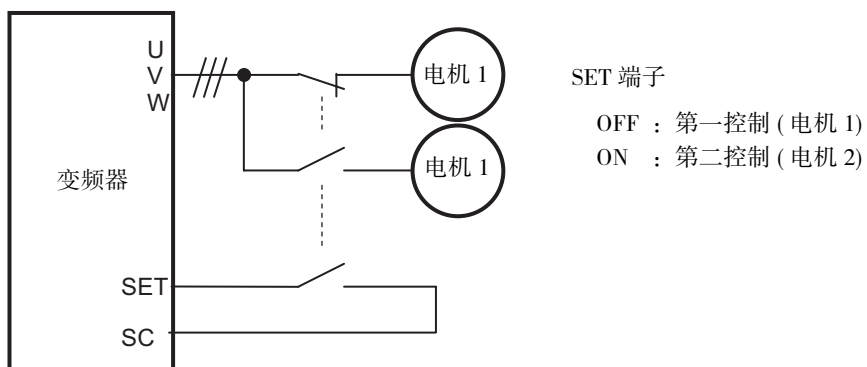 U
V
W
电机 1
SET 端子
OFF : 第一控制 ( 电机 1)
ON : 第二控制 ( 电机 2)
电机 1
变频器
SET
SC